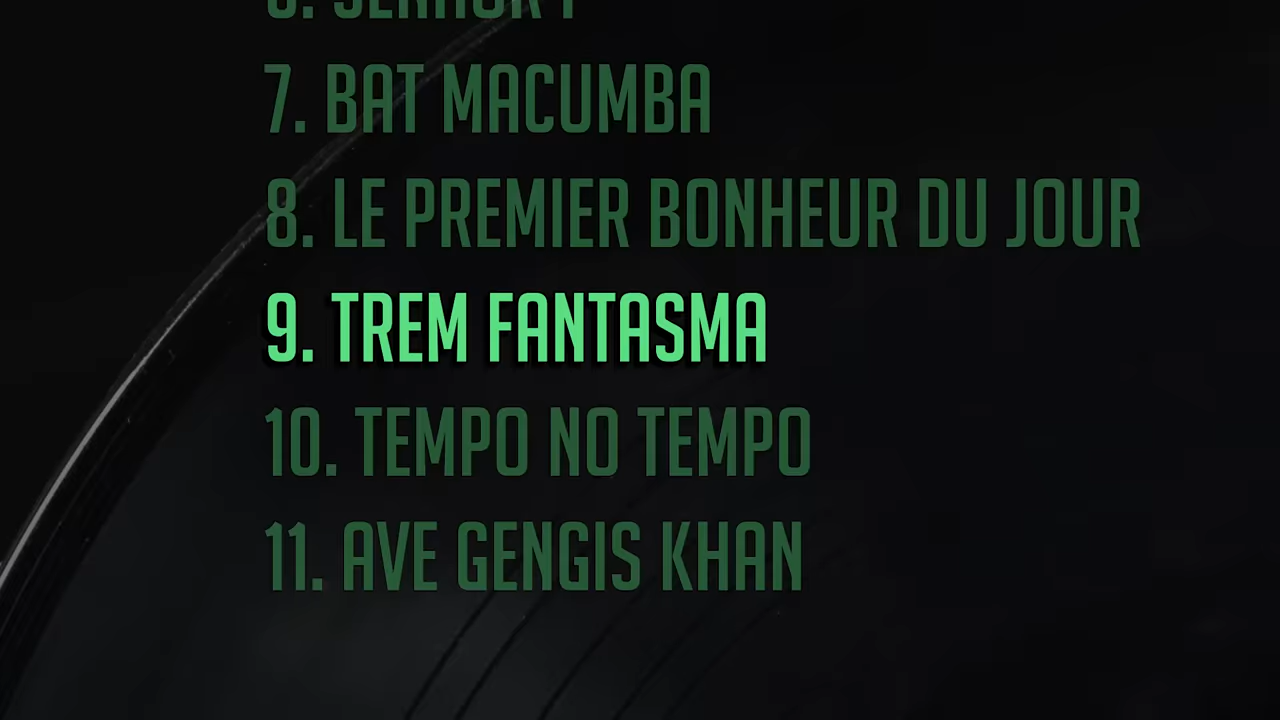 7. BAT MACUMBA
8. LE PREMIER BONHEUR DU JOUR
9. TREM FANTASMA
10. TEMPO NO TEMPO
11. AVE GENGIS KHAN